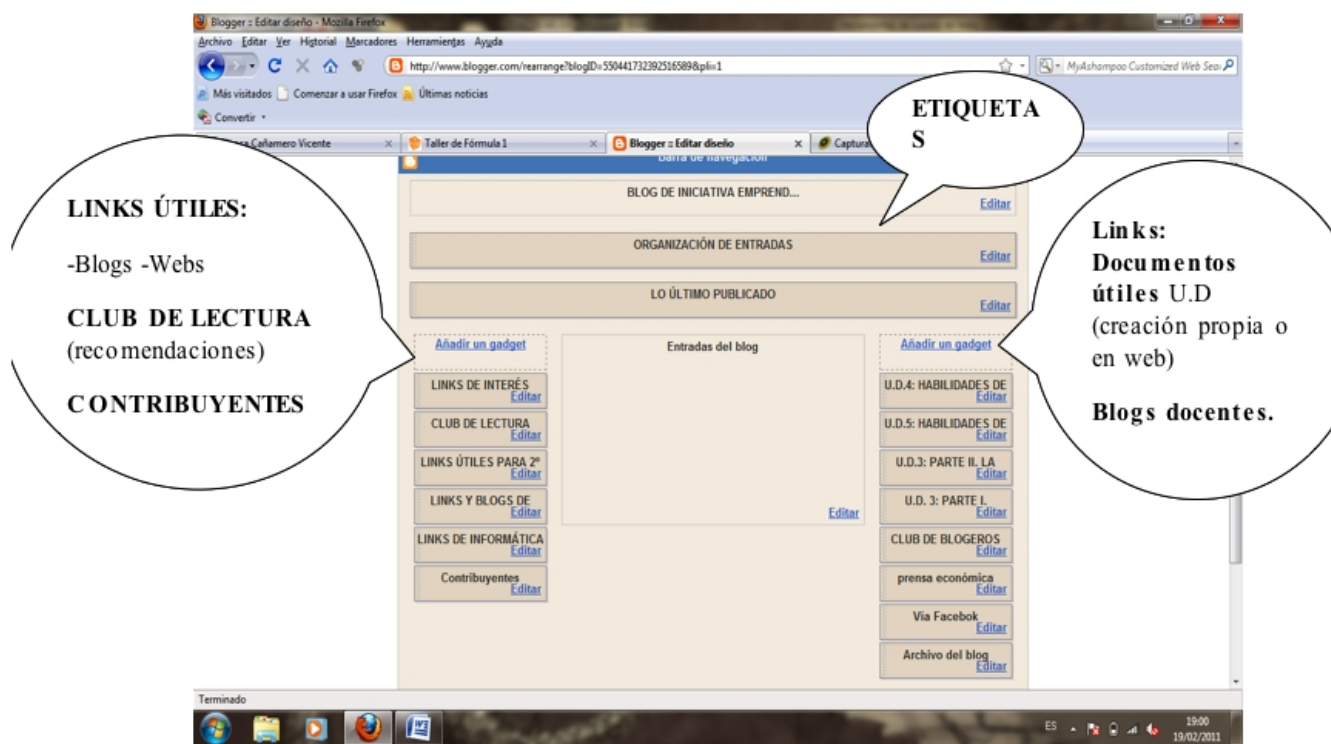 Blogger :: Editar diseño - Mozilla Firefox
Archivo Editar Ver Historial Marcadores Herramientas Ayuda
http://www.blogger.com/rearrange?blogID=550441732392516589&pli=1
MyAshampoo Customized Web Sear
Más visitados Comenzar a usar Firefox Últimas noticias
Convertir
Cañamero Vicente
Taller de Fórmula 1
Blogger :: Editar diseño
Captura
ETIQUETA
S
Barra de navegación
BLOG DE INICIATIVA EMPREND...
Editar
ORGANIZACIÓN DE ENTRADAS
Editar
LO ÚLTIMO PUBLICADO
Editar
LINKS ÚTILES:
-Blogs -Webs
CLUB DE LECTURA
(recomendaciones)
CONTRIBUYENTES
Añadir un gadget
LINKS DE INTERÉS
Editar
CLUB DE LECTURA
Editar
LINKS ÚTILES PARA 2º
Editar
LINKS Y BLOGS DE
Editar
LINKS DE INFORMÁTICA
Editar
Contribuyentes
Editar
Entradas del blog
Editar
Añadir un gadget
U.D.4: HABILIDADES DE
Editar
U.D.5: HABILIDADES DE
Editar
U.D.3: PARTE II. LA
Editar
U.D. 3: PARTE I.
Editar
CLUB DE BLOGEROS
Editar
prensa económica
Editar
Via Facebok
Editar
Archivo del blog
Editar
Links:
Documentos
útiles U.D
(creación propia o
en web)
Blogs docentes.
Terminado
ES
19:00
19/02/2011